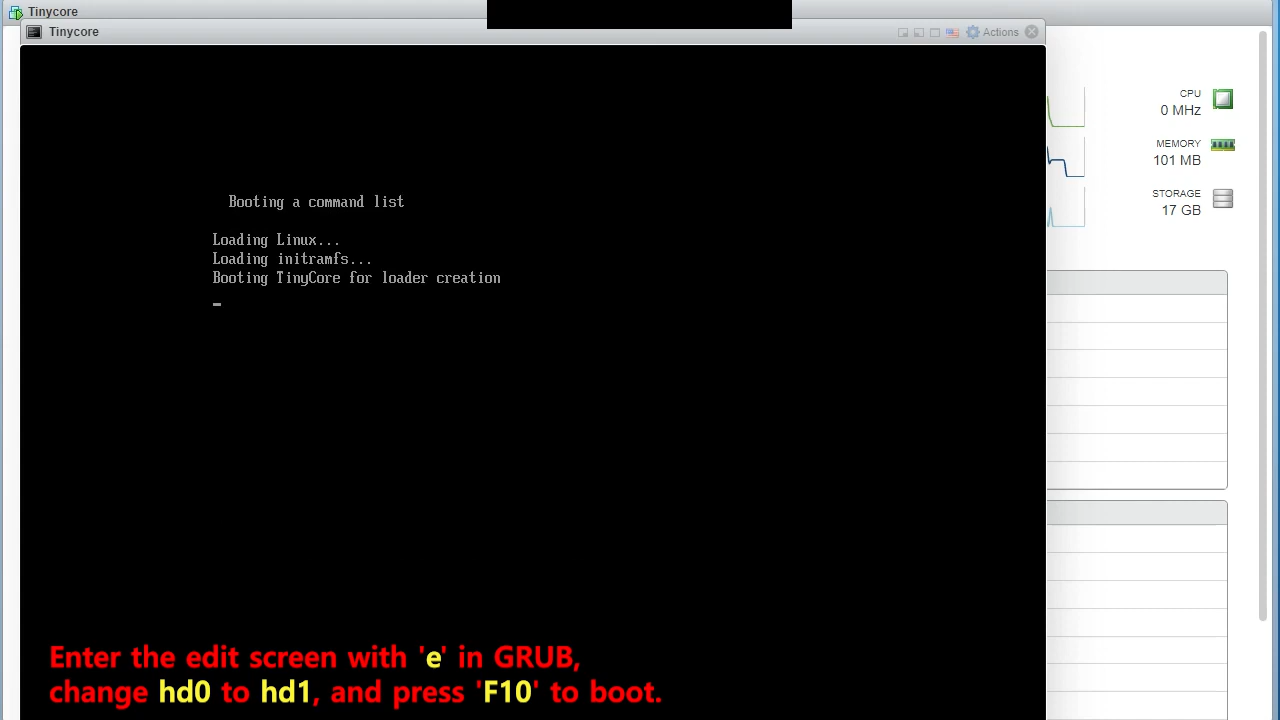 Tinycore
Tinycore
Actions
CPU
0 MHz
MEMORY
101 MB
STORAGE
17 GB
Booting a command list
Loading Linux...
Loading initramfs...
Booting TinyCore for loader creation
Enter the edit screen with 'e' in GRUB,
change hd0 to hd1, and press 'F10' to boot.